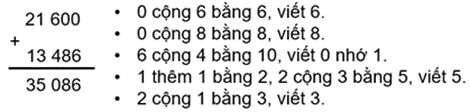 21 600
+
13 486
35 086
• 0 cộng 6 bằng 6, viết 6.
• 0 cộng 8 bằng 8, viết 8.
• 6 cộng 4 bằng 10, viết 0 nhớ 1.
• 1 thêm 1 bằng 2, 2 cộng 3 bằng 5, viết 5.
• 2 cộng 1 bằng 3, viết 3.